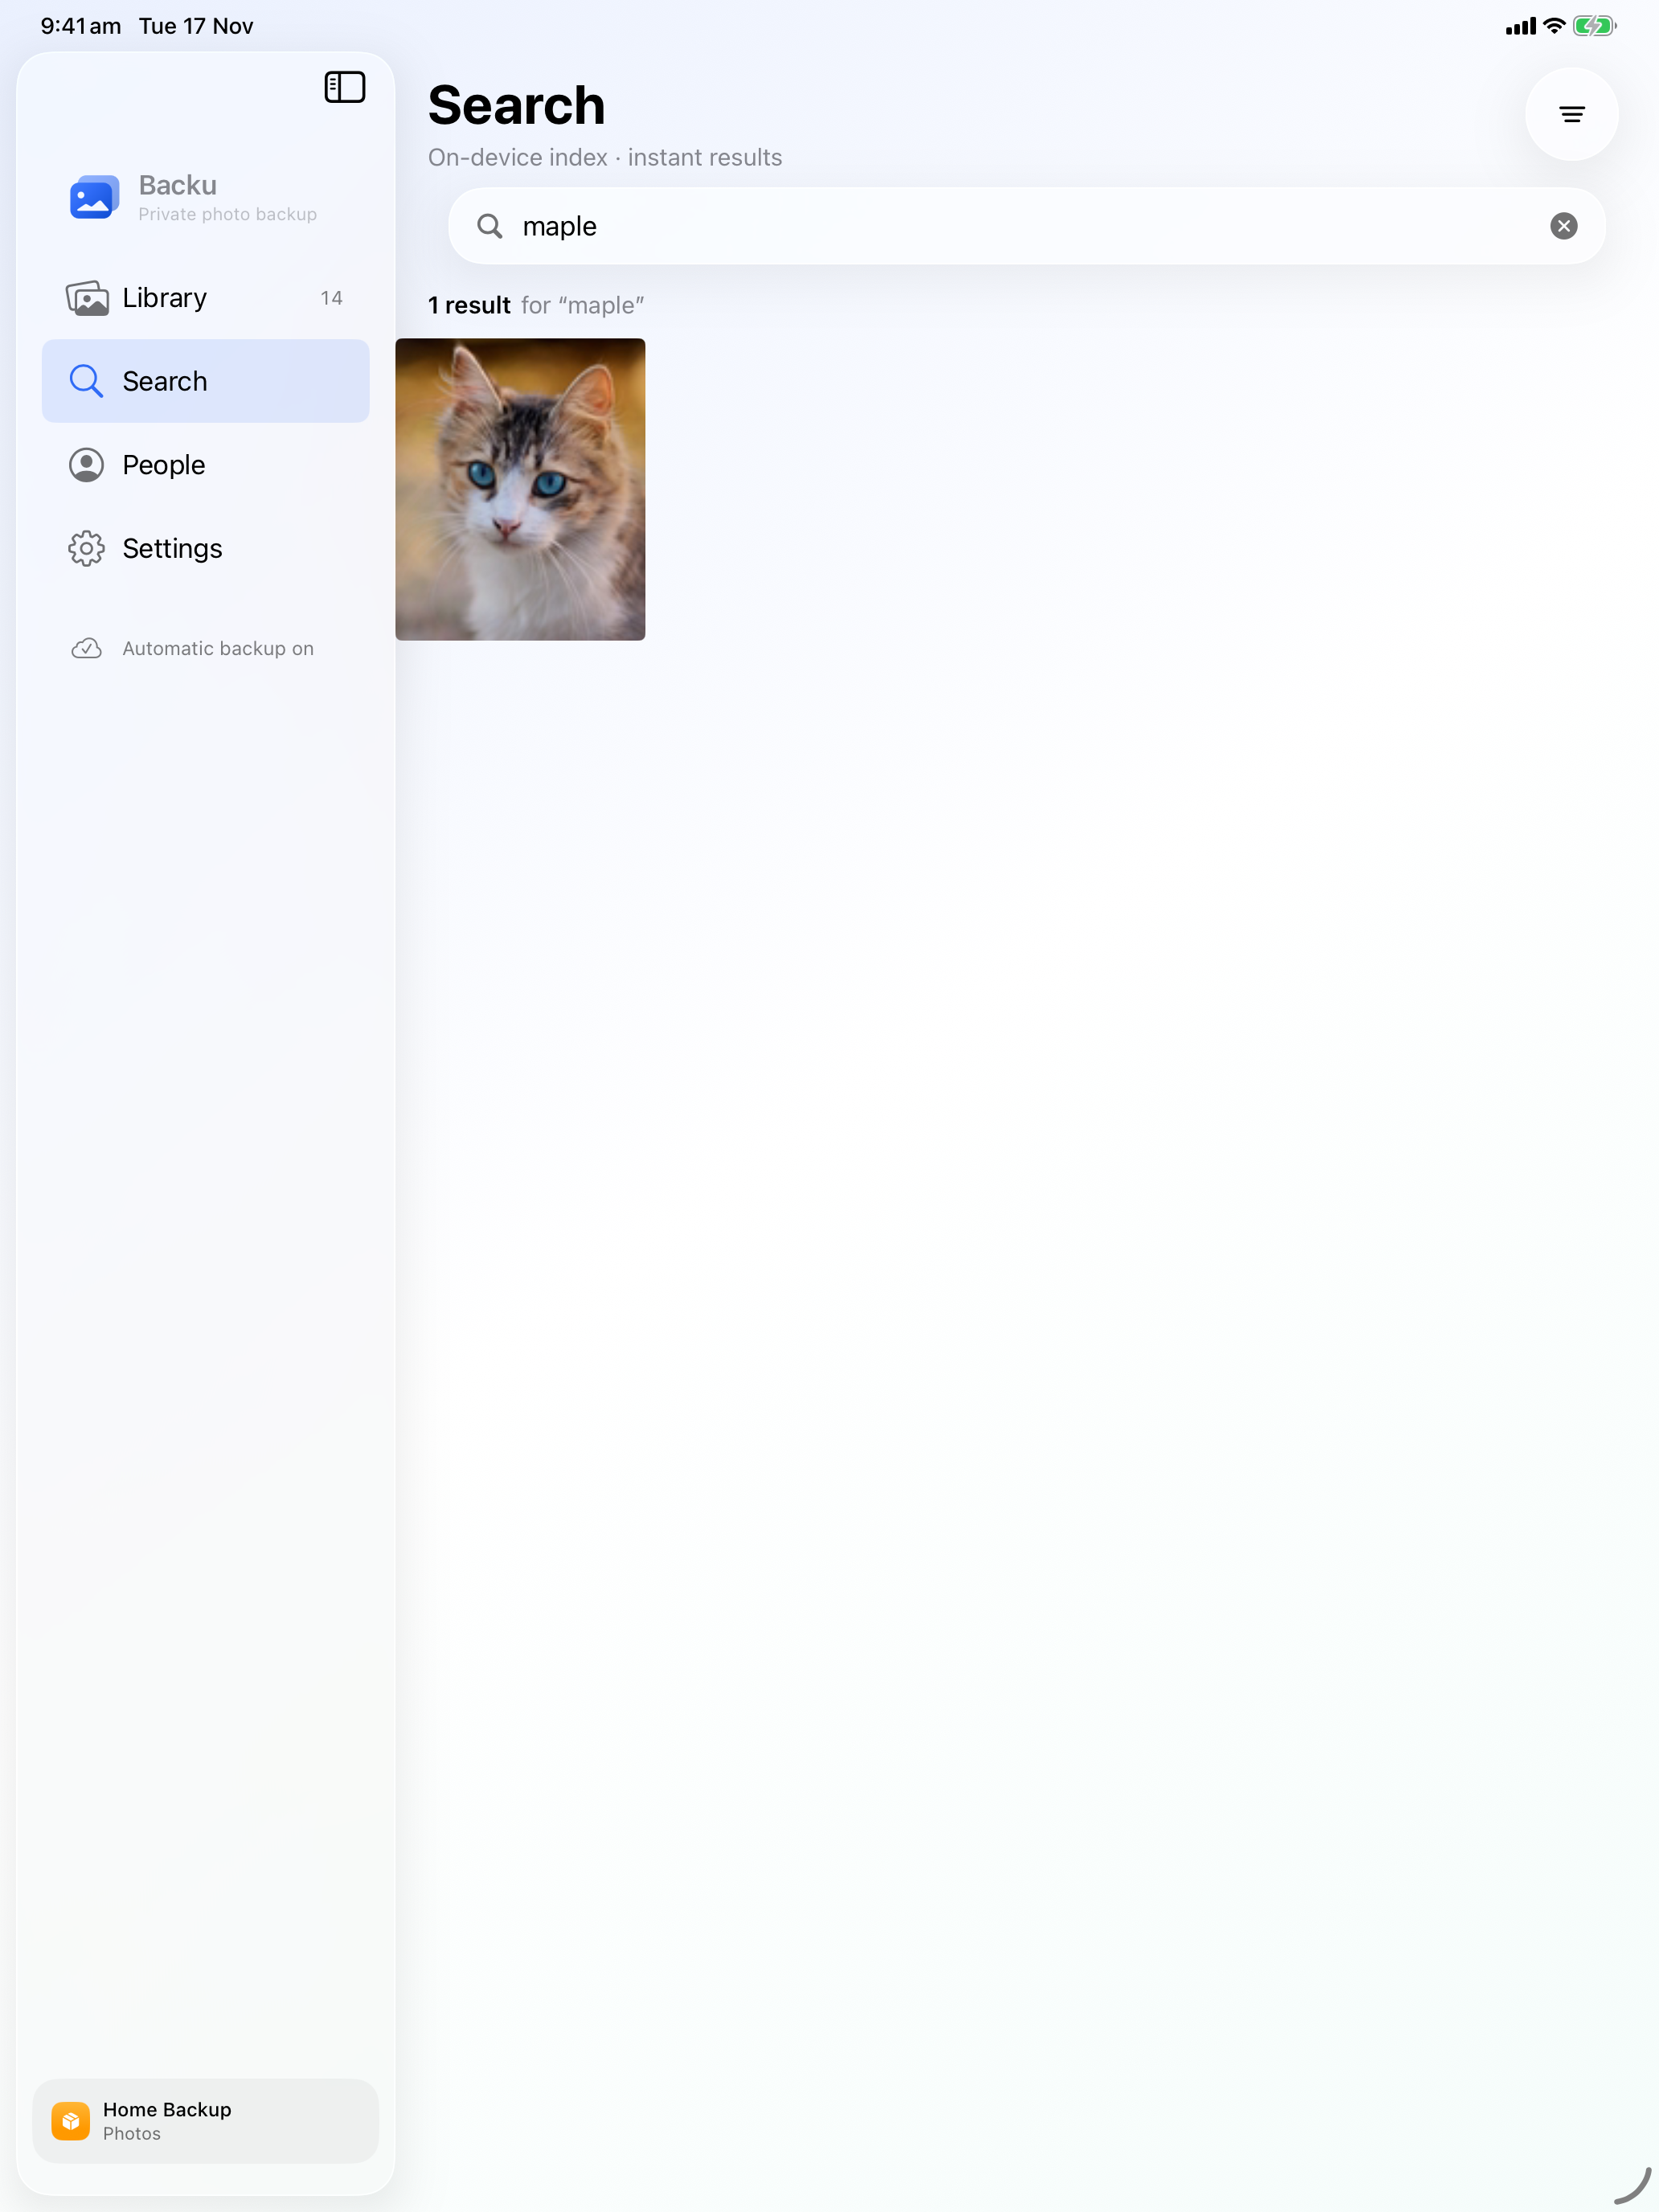 9:41 am Tue 17 Nov
Backu
Private photo backup
Library 14
Search
People
Settings
Automatic backup on
Home Backup
Photos
Search
On-device index · instant results
maple
1 result for “maple”